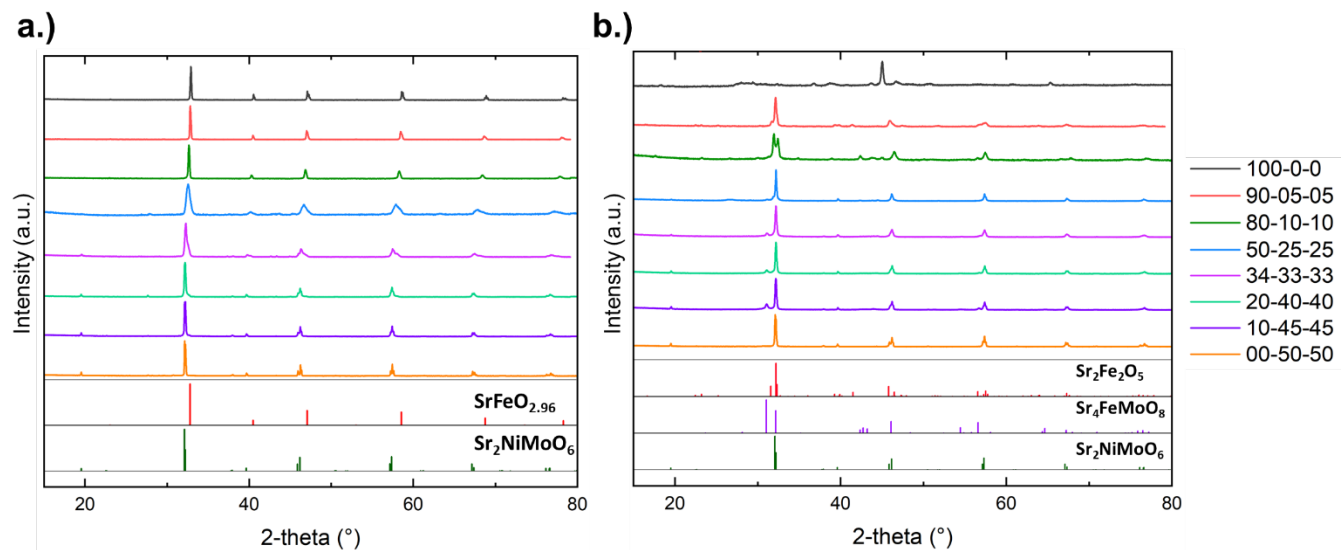 a.)
Intensity (a.u.)
SrFeO₂.₉₆
Sr₂NiMoO₆
20
40
60
80
2-theta (°)
b.)
Intensity (a.u.)
Sr₂Fe₂O₅
Sr₄FeMoO₈
Sr₂NiMoO₆
20
40
60
80
2-theta (°)
100-0-0
90-05-05
80-10-10
50-25-25
34-33-33
20-40-40
10-45-45
00-50-50